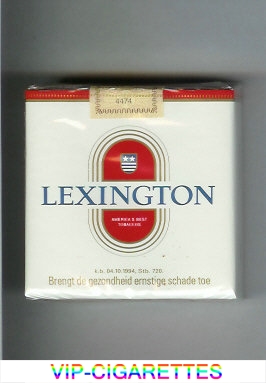 4474
LEXINGTON
AMERICA'S BEST
TOBACCOS
k.b. 04.10.1994, Stb. 720.
Brengt de gezondheid ernstige schade toe
VIP-CIGARETTES